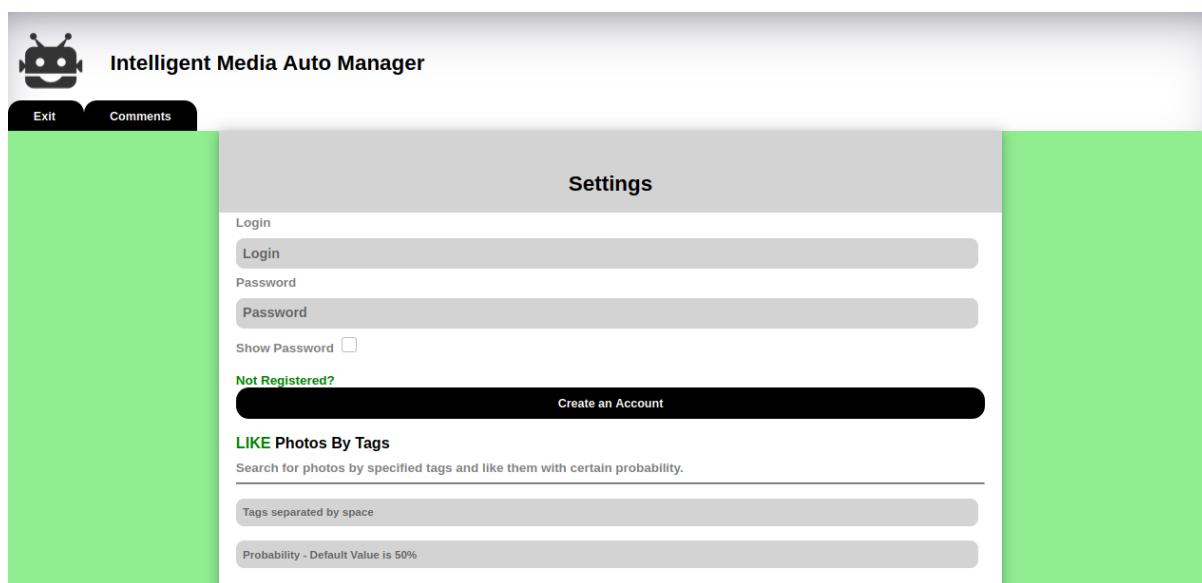 Intelligent Media Auto Manager
Exit Comments
Settings
Login
Login
Password
Password
Show Password
Not Registered?
Create an Account
LIKE Photos By Tags
Search for photos by specified tags and like them with certain probability.
Tags separated by space
Probability - Default Value is 50%